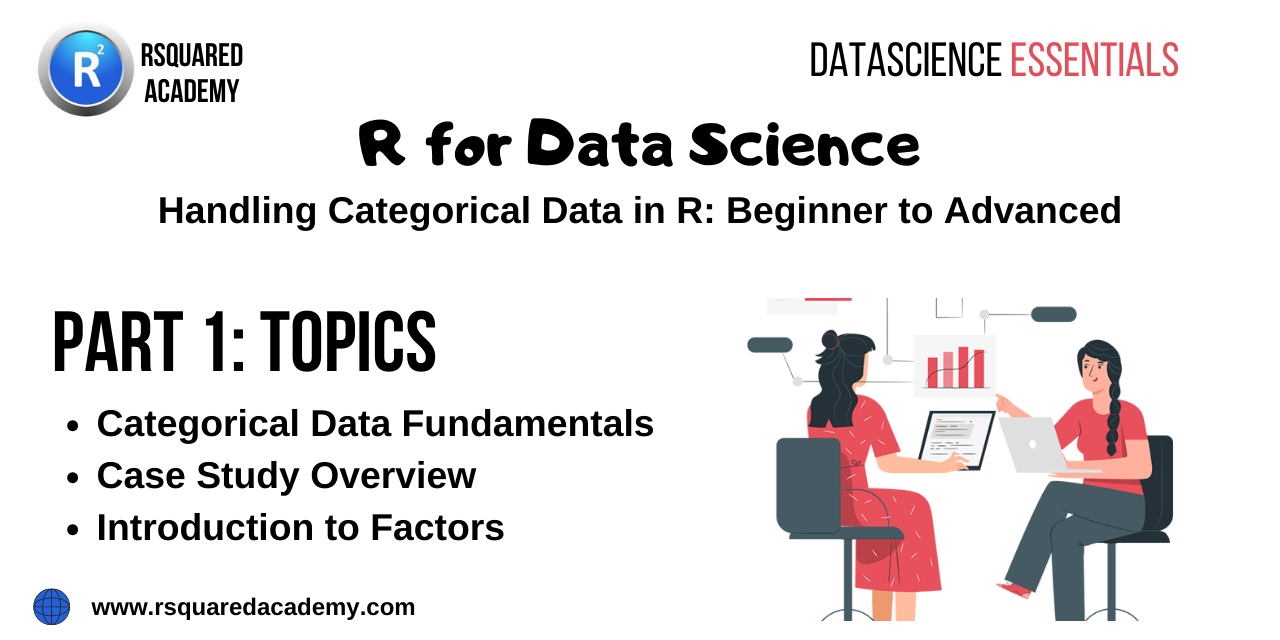 R2
RSQUARED
ACADEMY
DATASCIENCE ESSENTIALS
R for Data Science
Handling Categorical Data in R: Beginner to Advanced
PART 1: TOPICS
• Categorical Data Fundamentals
• Case Study Overview
• Introduction to Factors
www.rsquaredacademy.com